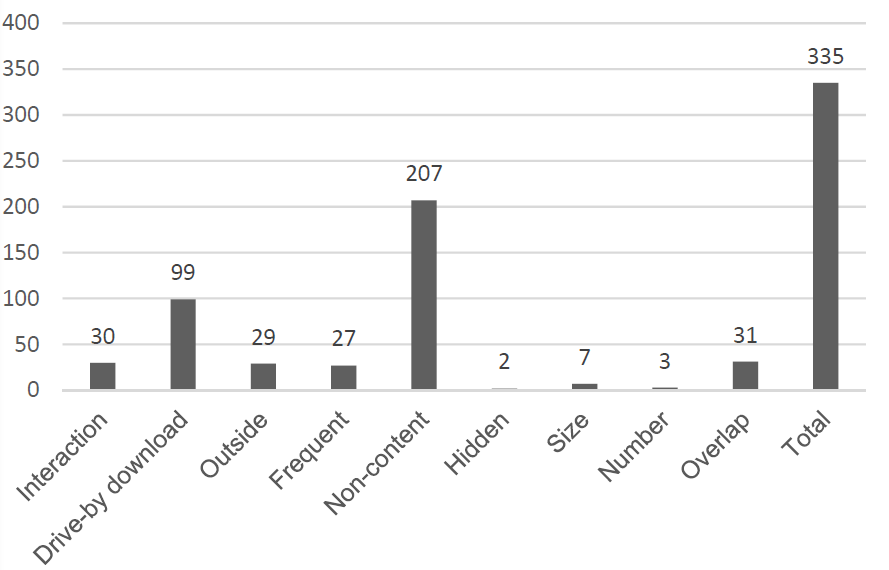 400
350
300
250
200
150
100
50
0
30
99
29
27
207
2
7
3
31
335
Interaction
Drive-by download
Outside
Frequent
Non-content
Hidden
Size
Number
Overlap
Total